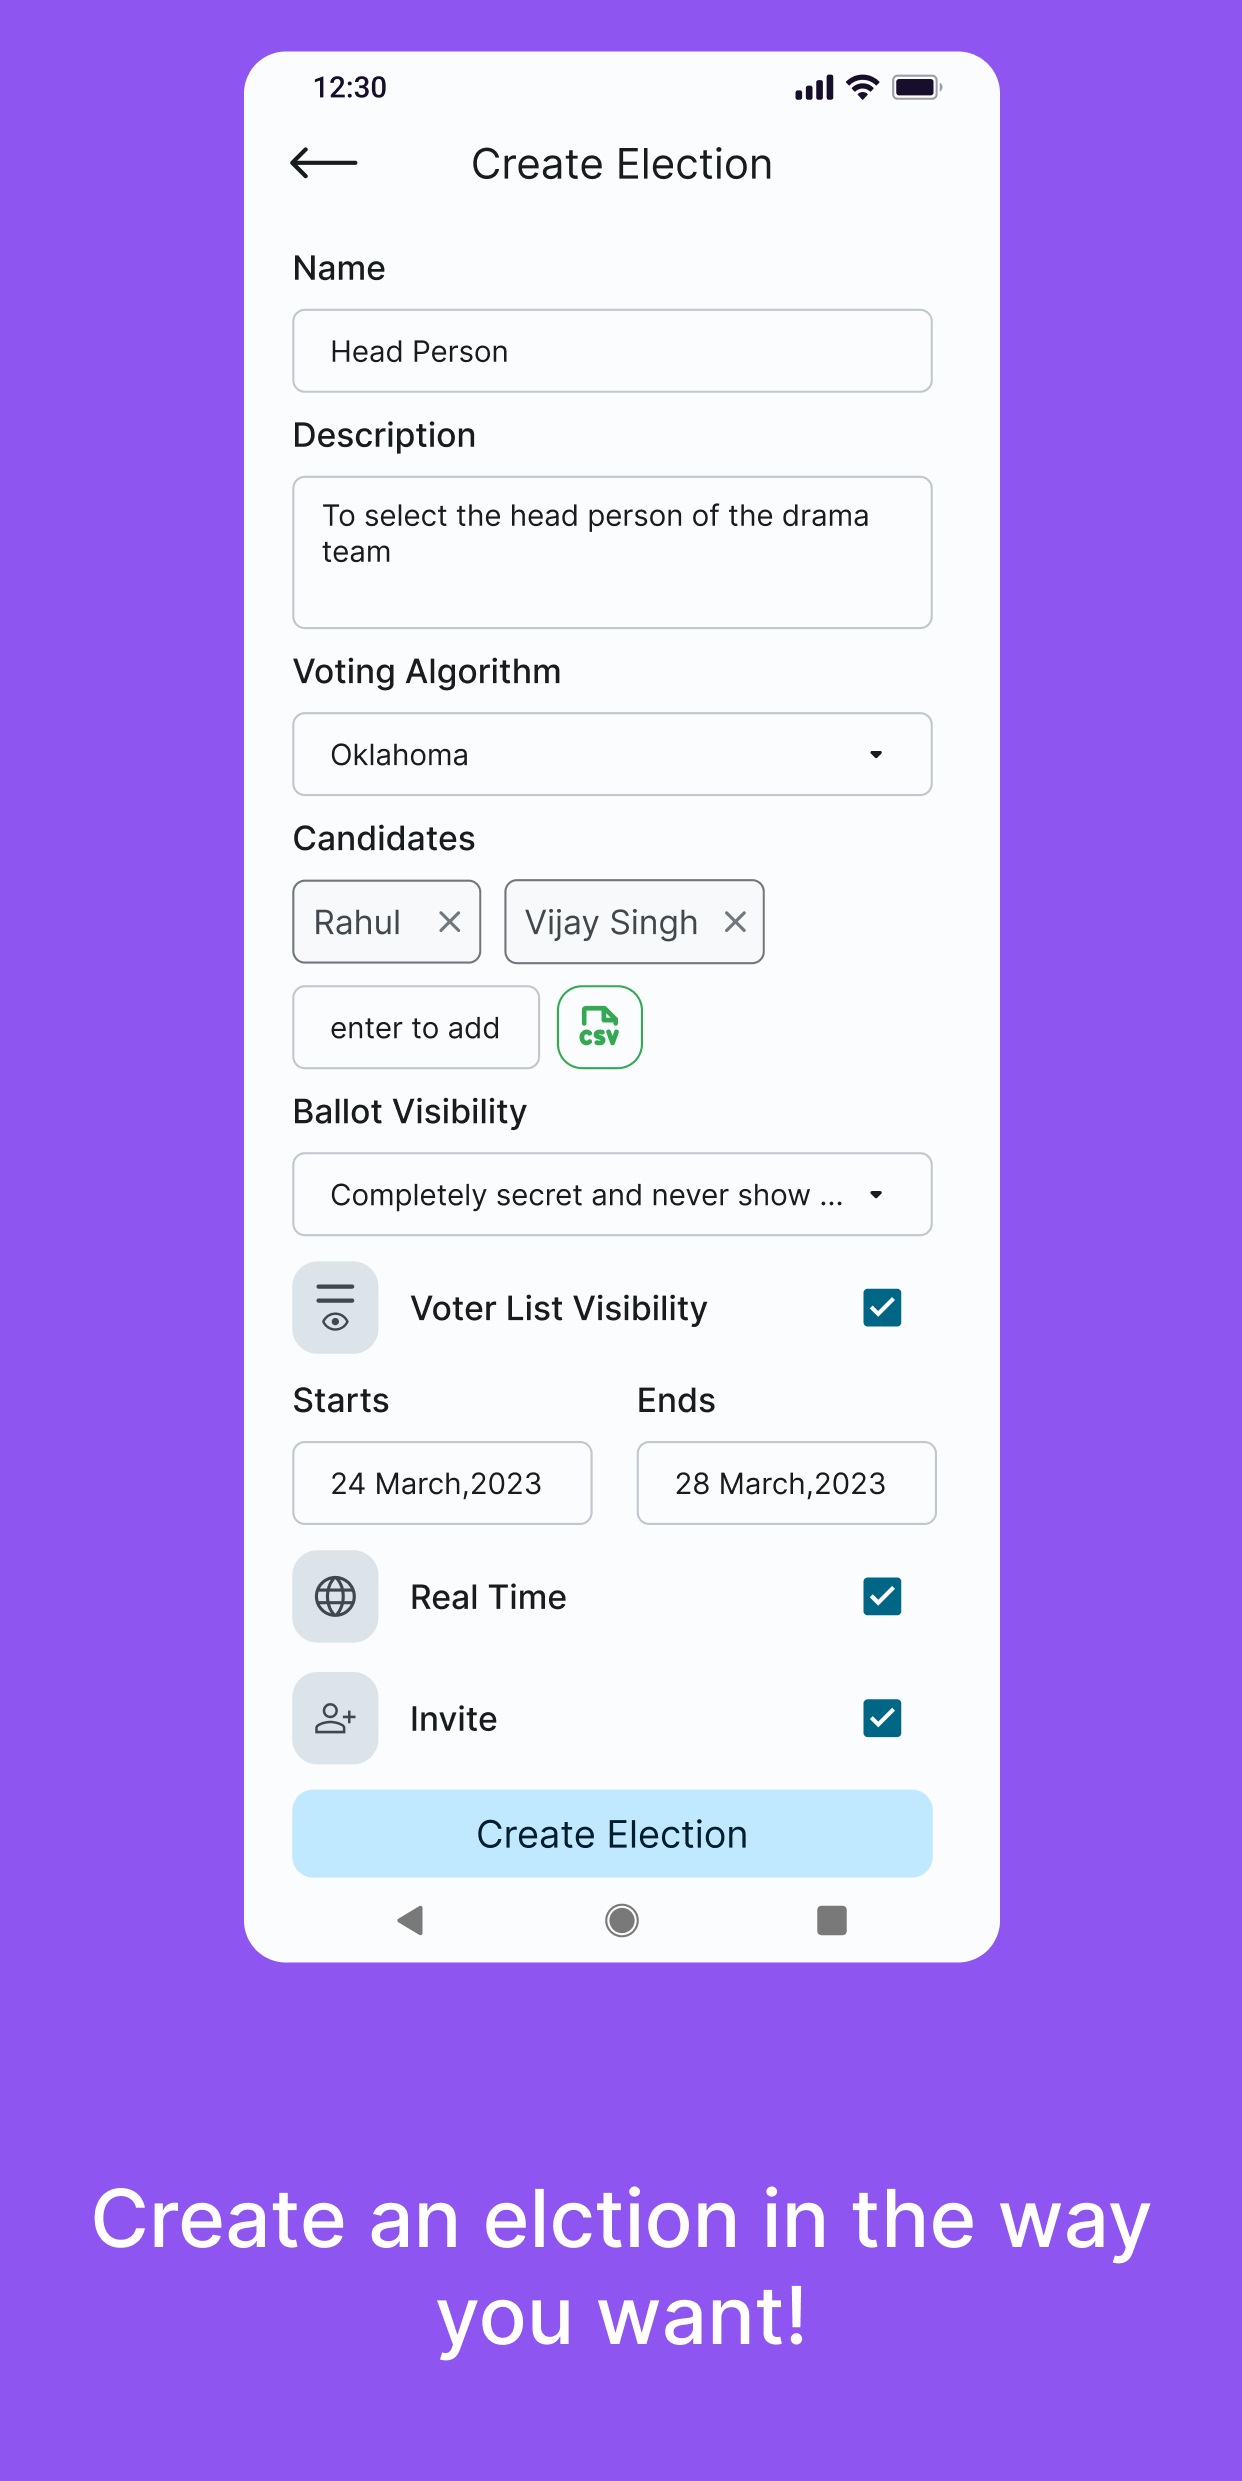 12:30
Create Election
Name
Head Person
Description
To select the head person of the drama
team
Voting Algorithm
Oklahoma
Candidates
Rahul
Vijay Singh
enter to add
CSV
Ballot Visibility
Completely secret and never show ...
Voter List Visibility
Starts Ends
24 March,2023 28 March,2023
Real Time
Invite
Create Election
Create an elction in the way
you want!